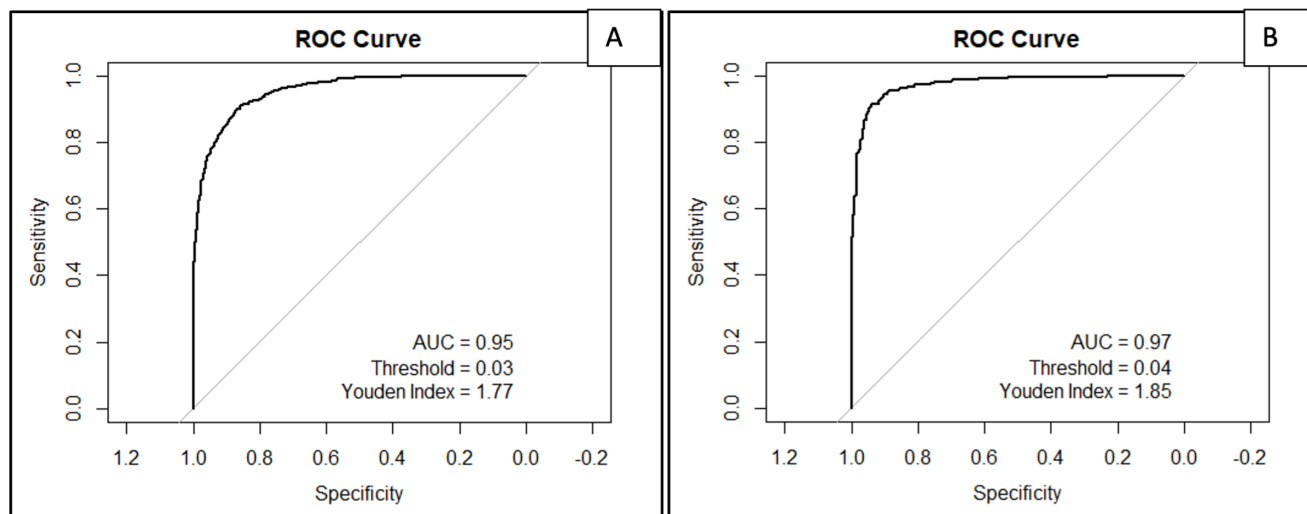 ROC Curve
A
1.0
0.8
0.6
0.4
0.2
0.0
Sensitivity
AUC = 0.95
Threshold = 0.03
Youden Index = 1.77
1.2 1.0 0.8 0.6 0.4 0.2 0.0 -0.2
Specificity
ROC Curve
B
1.0
0.8
0.6
0.4
0.2
0.0
Sensitivity
AUC = 0.97
Threshold = 0.04
Youden Index = 1.85
1.2 1.0 0.8 0.6 0.4 0.2 0.0 -0.2
Specificity